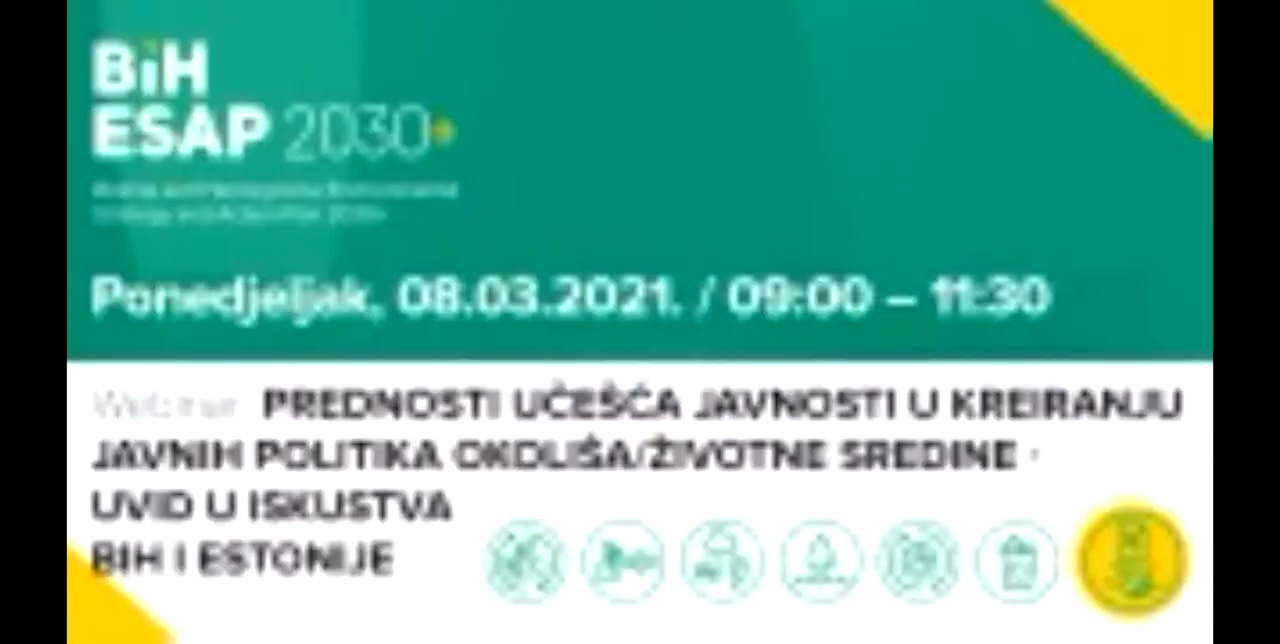 BiH
ESAP 2030+
Ponedjeljak, 08.03.2021. / 09:00 – 11:30
Webinar PREDNOSTI UČEŠĆA JAVNOSTI U KREIRANJU
JAVNIH POLITIKA OKOLIŠA/ŽIVOTNE SREDINE -
UVID U ISKUSTVA
BIH I ESTONIJE